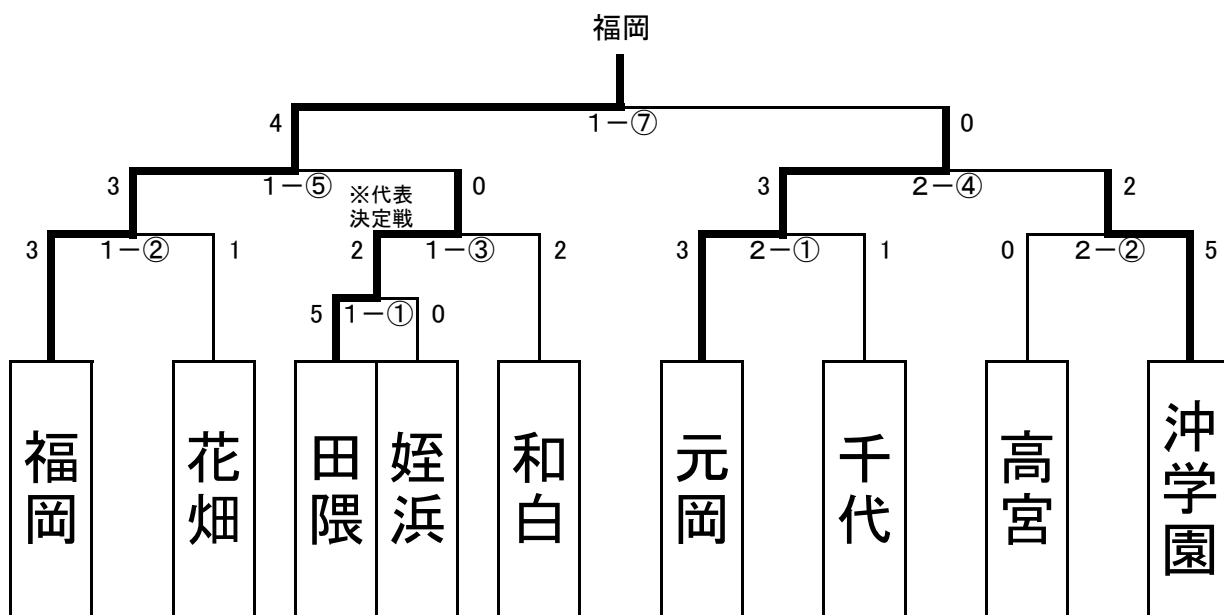 福岡
4
1－⑦
0
3
1－⑤
※代表
決定戦
0
3
2－④
2
3
1－②
1
2
1－③
2
3
2－①
1
0
2－②
5
5
1－①
0
福岡
花畑
田隈
姪浜
和白
元岡
千代
高宮
沖学園